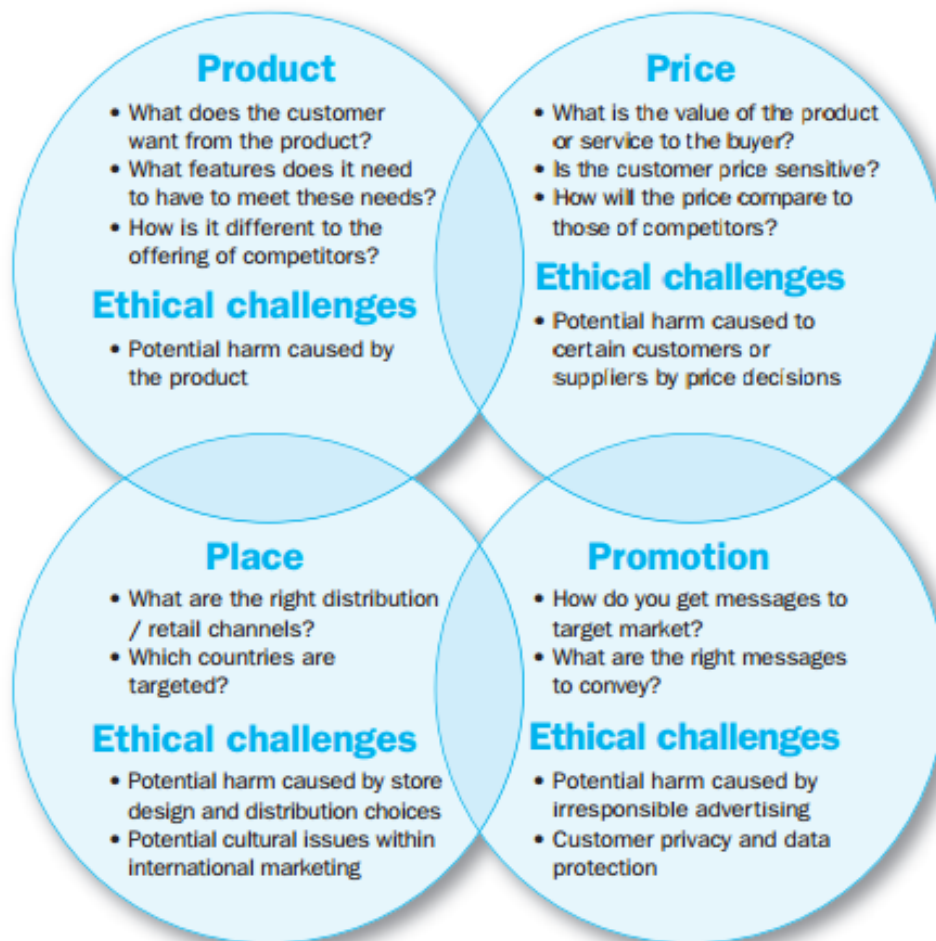 Product
• What does the customer
want from the product?
• What features does it need
to have to meet these needs?
• How is it different to the
offering of competitors?
Ethical challenges
• Potential harm caused by
the product
Price
• What is the value of the product
or service to the buyer?
• Is the customer price sensitive?
• How will the price compare to
those of competitors?
Ethical challenges
• Potential harm caused to
certain customers or
suppliers by price decisions
Place
• What are the right distribution
/ retail channels?
• Which countries are
targeted?
Ethical challenges
• Potential harm caused by store
design and distribution choices
• Potential cultural issues within
international marketing
Promotion
• How do you get messages to
target market?
• What are the right messages
to convey?
Ethical challenges
• Potential harm caused by
irresponsible advertising
• Customer privacy and data
protection